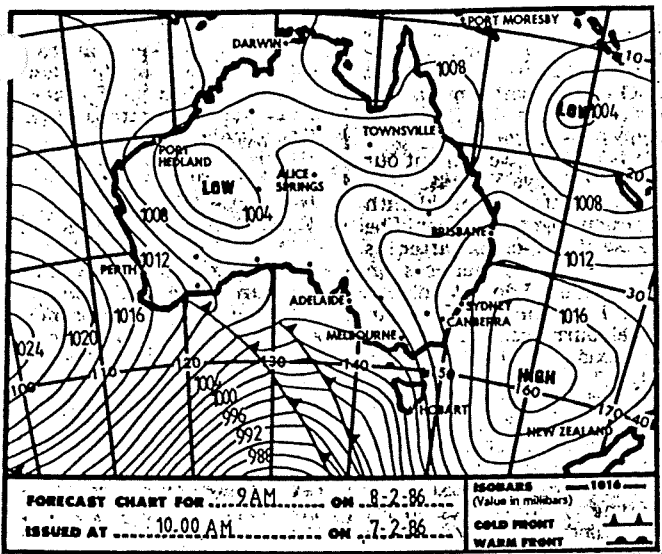 PORT MORESBY
DARWIN
10
1008
LOW 1004
TOWNSVILLE
PORT
HEDLAND
ALICE
SPRINGS
LOW
20
1008
1004
1008
BRISBANE
1012
1012
PERTH
30
ADELAIDE
SYDNEY
CANBERRA
1016
1016
1020
MELBOURNE
1024
100
110
120
130
140
150
HIGH
160
170
40
1004
1000
996
992
988
HOBART
NEW ZEALAND
FORECAST CHART FOR 9AM ON 8-2-86
ISSUED AT 10.00 AM ON 7-2-86
ISOBARS 1016
(Value in millibars)
COLD FRONT
WARM FRONT